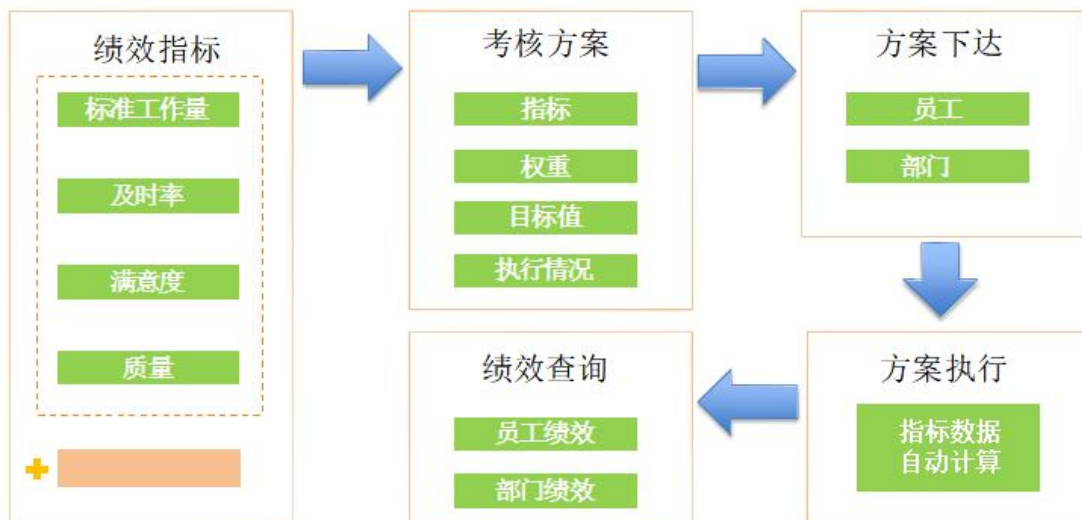 绩效指标
标准工作量
及时率
满意度
质量
考核方案
指标
权重
目标值
执行情况
方案下达
员工
部门
方案执行
指标数据
自动计算
绩效查询
员工绩效
部门绩效